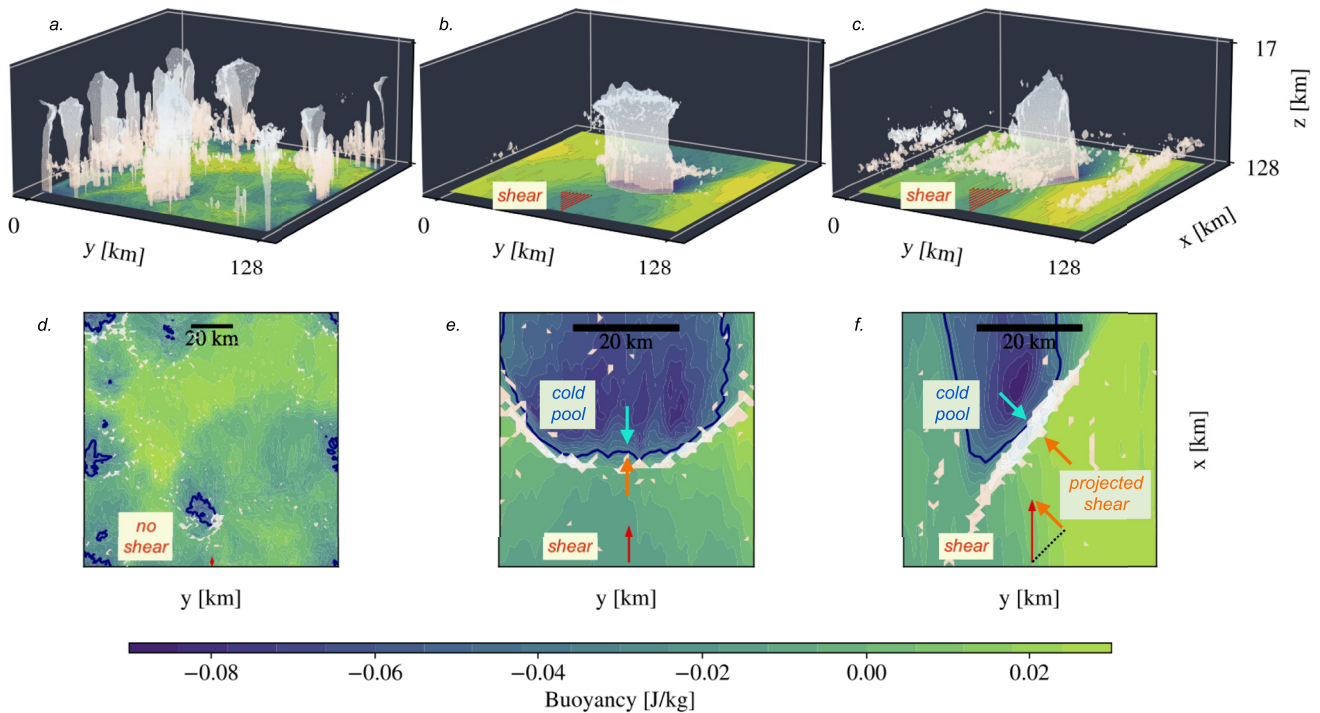 a.
b.
c.
17
z [km]
128
x [km]
shear
shear
0
y [km]
128
0
y [km]
128
0
y [km]
128
d.
20 km
no
shear
y [km]
e.
20 km
cold
pool
shear
y [km]
f.
20 km
cold
pool
projected
shear
shear
y [km]
x [km]
−0.08
−0.06
−0.04
−0.02
0.00
0.02
Buoyancy [J/kg]